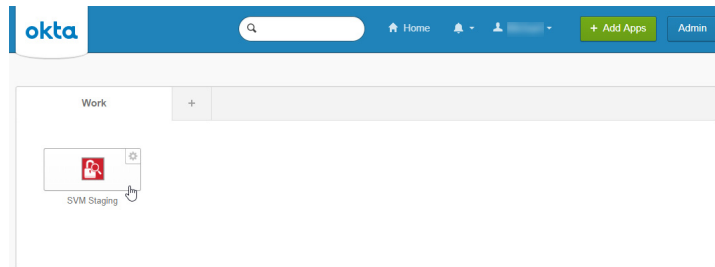 okta
Home
+ Add Apps
Admin
Work
+
SVM Staging